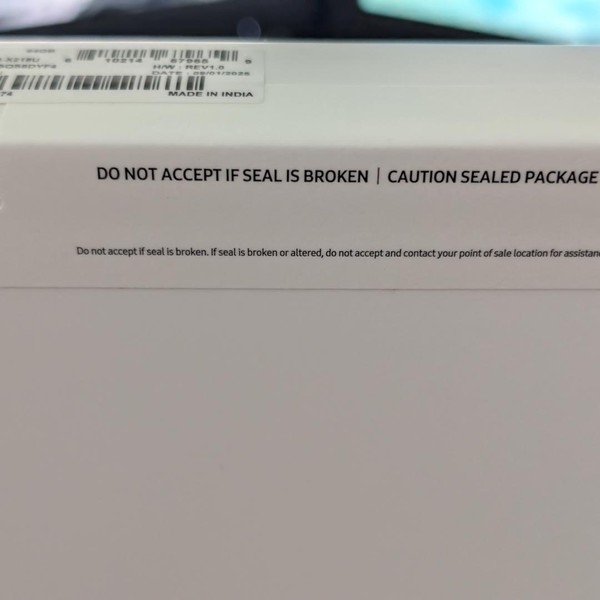 H/W : REV1.0
MADE IN INDIA
DO NOT ACCEPT IF SEAL IS BROKEN | CAUTION SEALED PACKAGE
Do not accept if seal is broken. If seal is broken or altered, do not accept and contact your point of sale location for